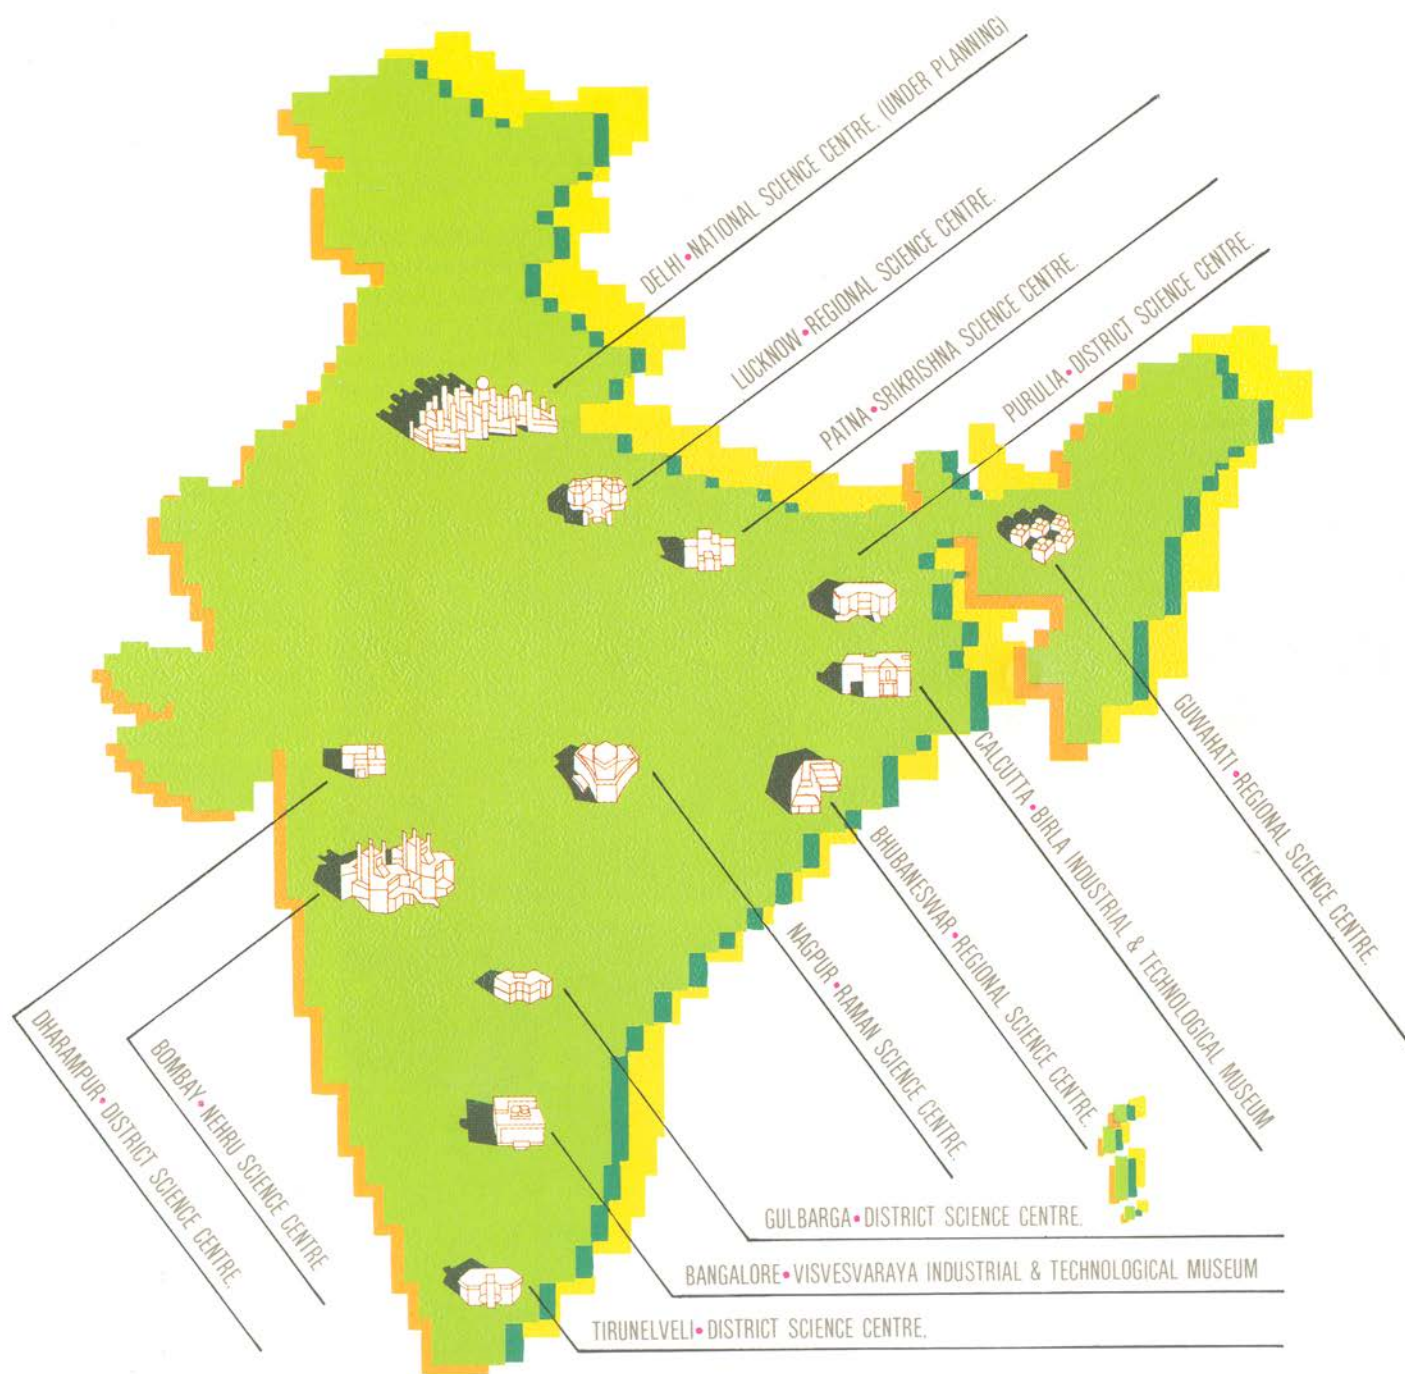 DELHI•NATIONAL SCIENCE CENTRE. (UNDER PLANNING)
LUCKNOW•REGIONAL SCIENCE CENTRE.
PATNA•SRIKRISHNA SCIENCE CENTRE.
PURULIA•DISTRICT SCIENCE CENTRE.
GUWAHATI•REGIONAL SCIENCE CENTRE.
CALCUTTA•BIRLA INDUSTRIAL & TECHNOLOGICAL MUSEUM
BHUBANESWAR•REGIONAL SCIENCE CENTRE.
NAGPUR•RAMAN SCIENCE CENTRE.
DHARAMPUR•DISTRICT SCIENCE CENTRE.
BOMBAY•NEHRU SCIENCE CENTRE
GULBARGA•DISTRICT SCIENCE CENTRE.
BANGALORE•VISVESVARAYA INDUSTRIAL & TECHNOLOGICAL MUSEUM
TIRUNELVELI•DISTRICT SCIENCE CENTRE.